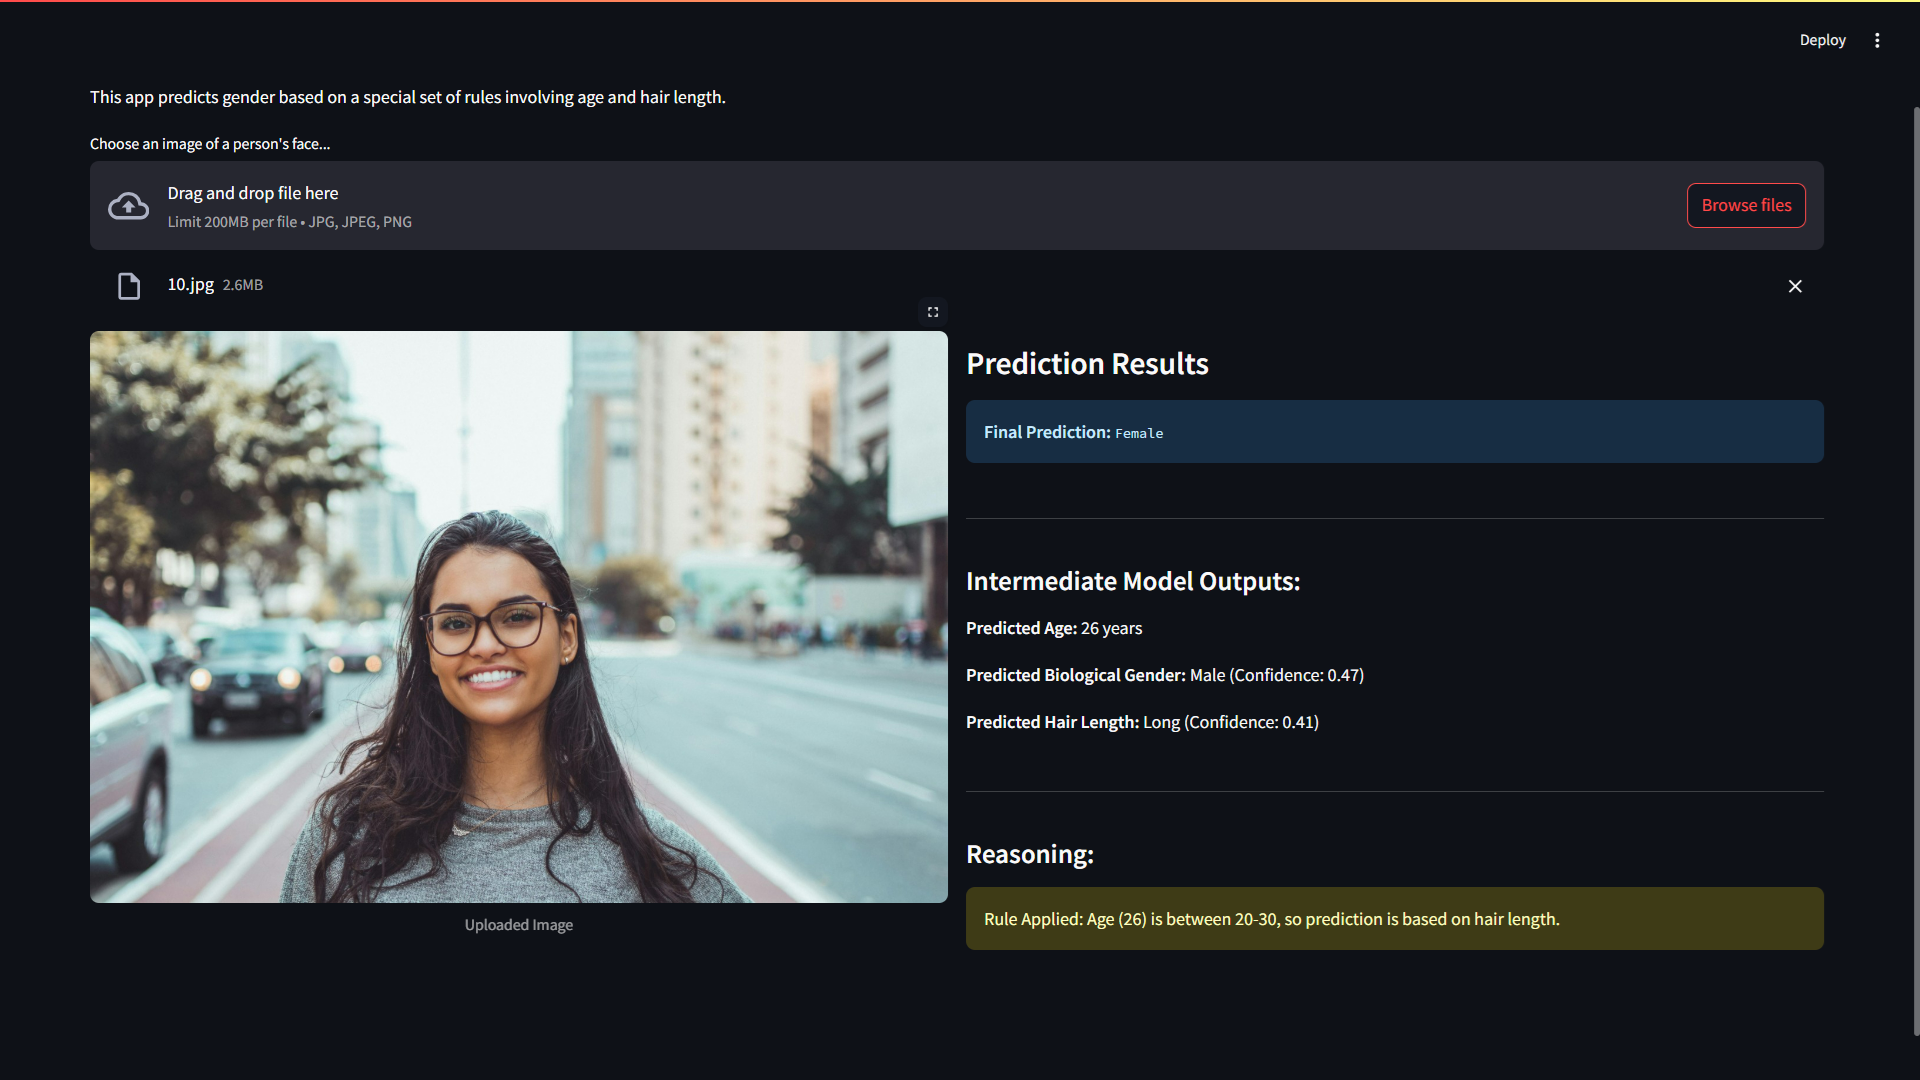 Deploy
This app predicts gender based on a special set of rules involving age and hair length.
Choose an image of a person's face...
Drag and drop file here
Limit 200MB per file • JPG, JPEG, PNG
Browse files
10.jpg 2.6MB
Prediction Results
Final Prediction: Female
Intermediate Model Outputs:
Predicted Age: 26 years
Predicted Biological Gender: Male (Confidence: 0.47)
Predicted Hair Length: Long (Confidence: 0.41)
Reasoning:
Rule Applied: Age (26) is between 20-30, so prediction is based on hair length.
Uploaded Image